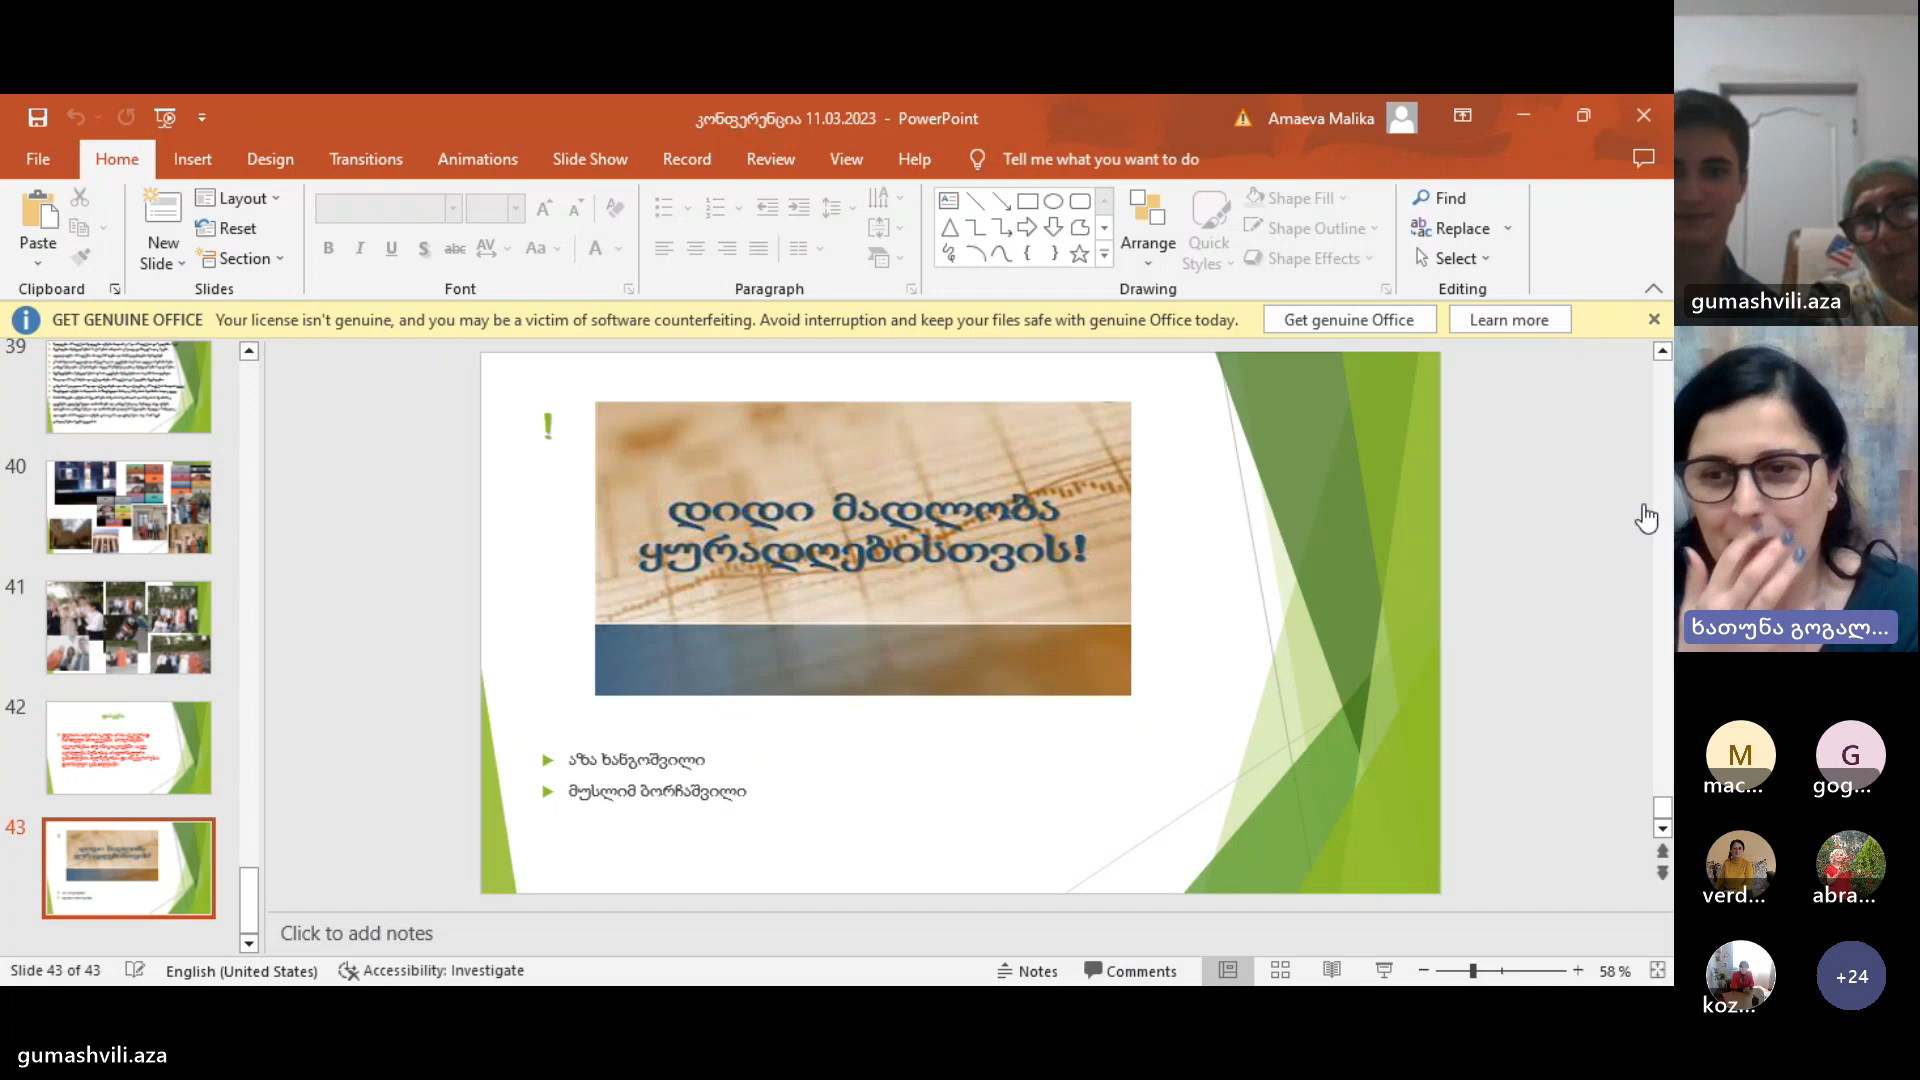 კონფერენცია 11.03.2023 - PowerPoint
Amaeva Malika
File Home Insert Design Transitions Animations Slide Show Record Review View Help Tell me what you want to do
Paste
New Slide
Layout
Reset
Section
Arrange
Quick Styles
Shape Fill
Shape Outline
Shape Effects
Find
Replace
Select
Clipboard Slides Font Paragraph Drawing Editing
GET GENUINE OFFICE Your license isn't genuine, and you may be a victim of software counterfeiting. Avoid interruption and keep your files safe with genuine Office today. Get genuine Office Learn more
39
40
41
42
43
!
დიდი მადლობა
ყურადღებისთვის!
აზა ხანგოშვილი
მუსლიმ ბორჩაშვილი
Click to add notes
Slide 43 of 43 English (United States) Accessibility: Investigate Notes Comments 58 %
gumashvili.aza
gumashvili.aza
ხათუნა გოგალ...
M
mac...
G
gog...
verd...
abra...
koz...
+24